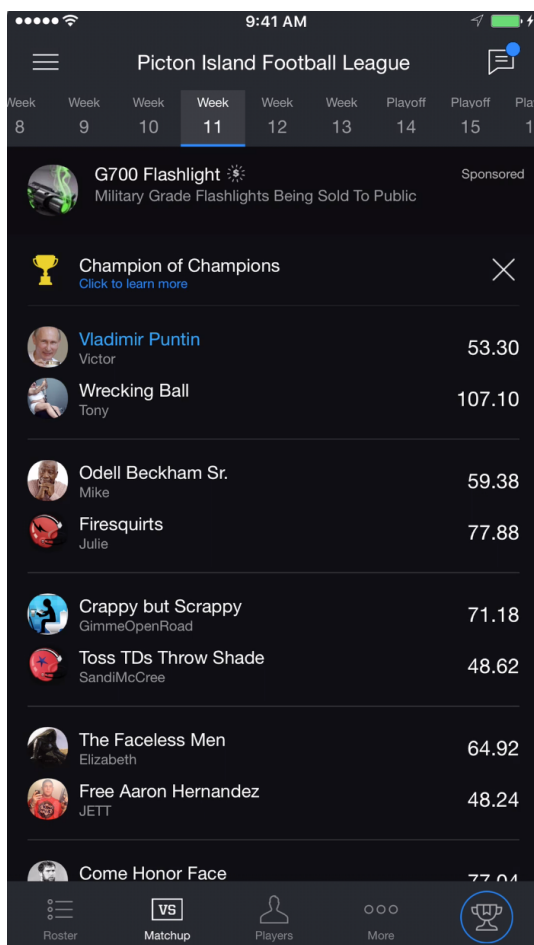 9:41 AM
Picton Island Football League
Week Week Week Week Week Week Playoff Playoff
8 9 10 11 12 13 14 15
G700 Flashlight
Sponsored
Military Grade Flashlights Being Sold To Public
Champion of Champions
Click to learn more
Vladimir Puntin
Victor
53.30
Wrecking Ball
Tony
107.10
Odell Beckham Sr.
Mike
59.38
Firesquirts
Julie
77.88
Crappy but Scrappy
GimmeOpenRoad
71.18
Toss TDs Throw Shade
SandiMcCree
48.62
The Faceless Men
Elizabeth
64.92
Free Aaron Hernandez
JETT
48.24
Come Honor Face
77.04
VS
Roster Matchup Players More